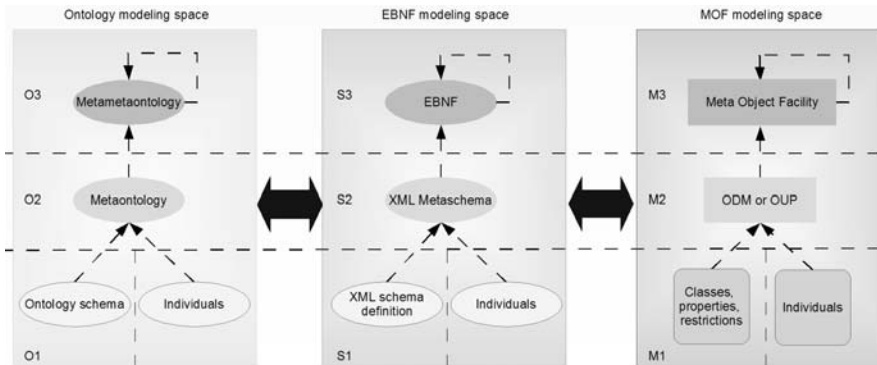 Ontology modeling space
O3
Metametaontology
O2
Metaontology
Ontology schema
Individuals
O1
EBNF modeling space
S3
EBNF
S2
XML Metaschema
XML schema
definition
Individuals
S1
MOF modeling space
M3
Meta Object Facility
M2
ODM or OUP
Classes,
properties,
restrictions
Individuals
M1